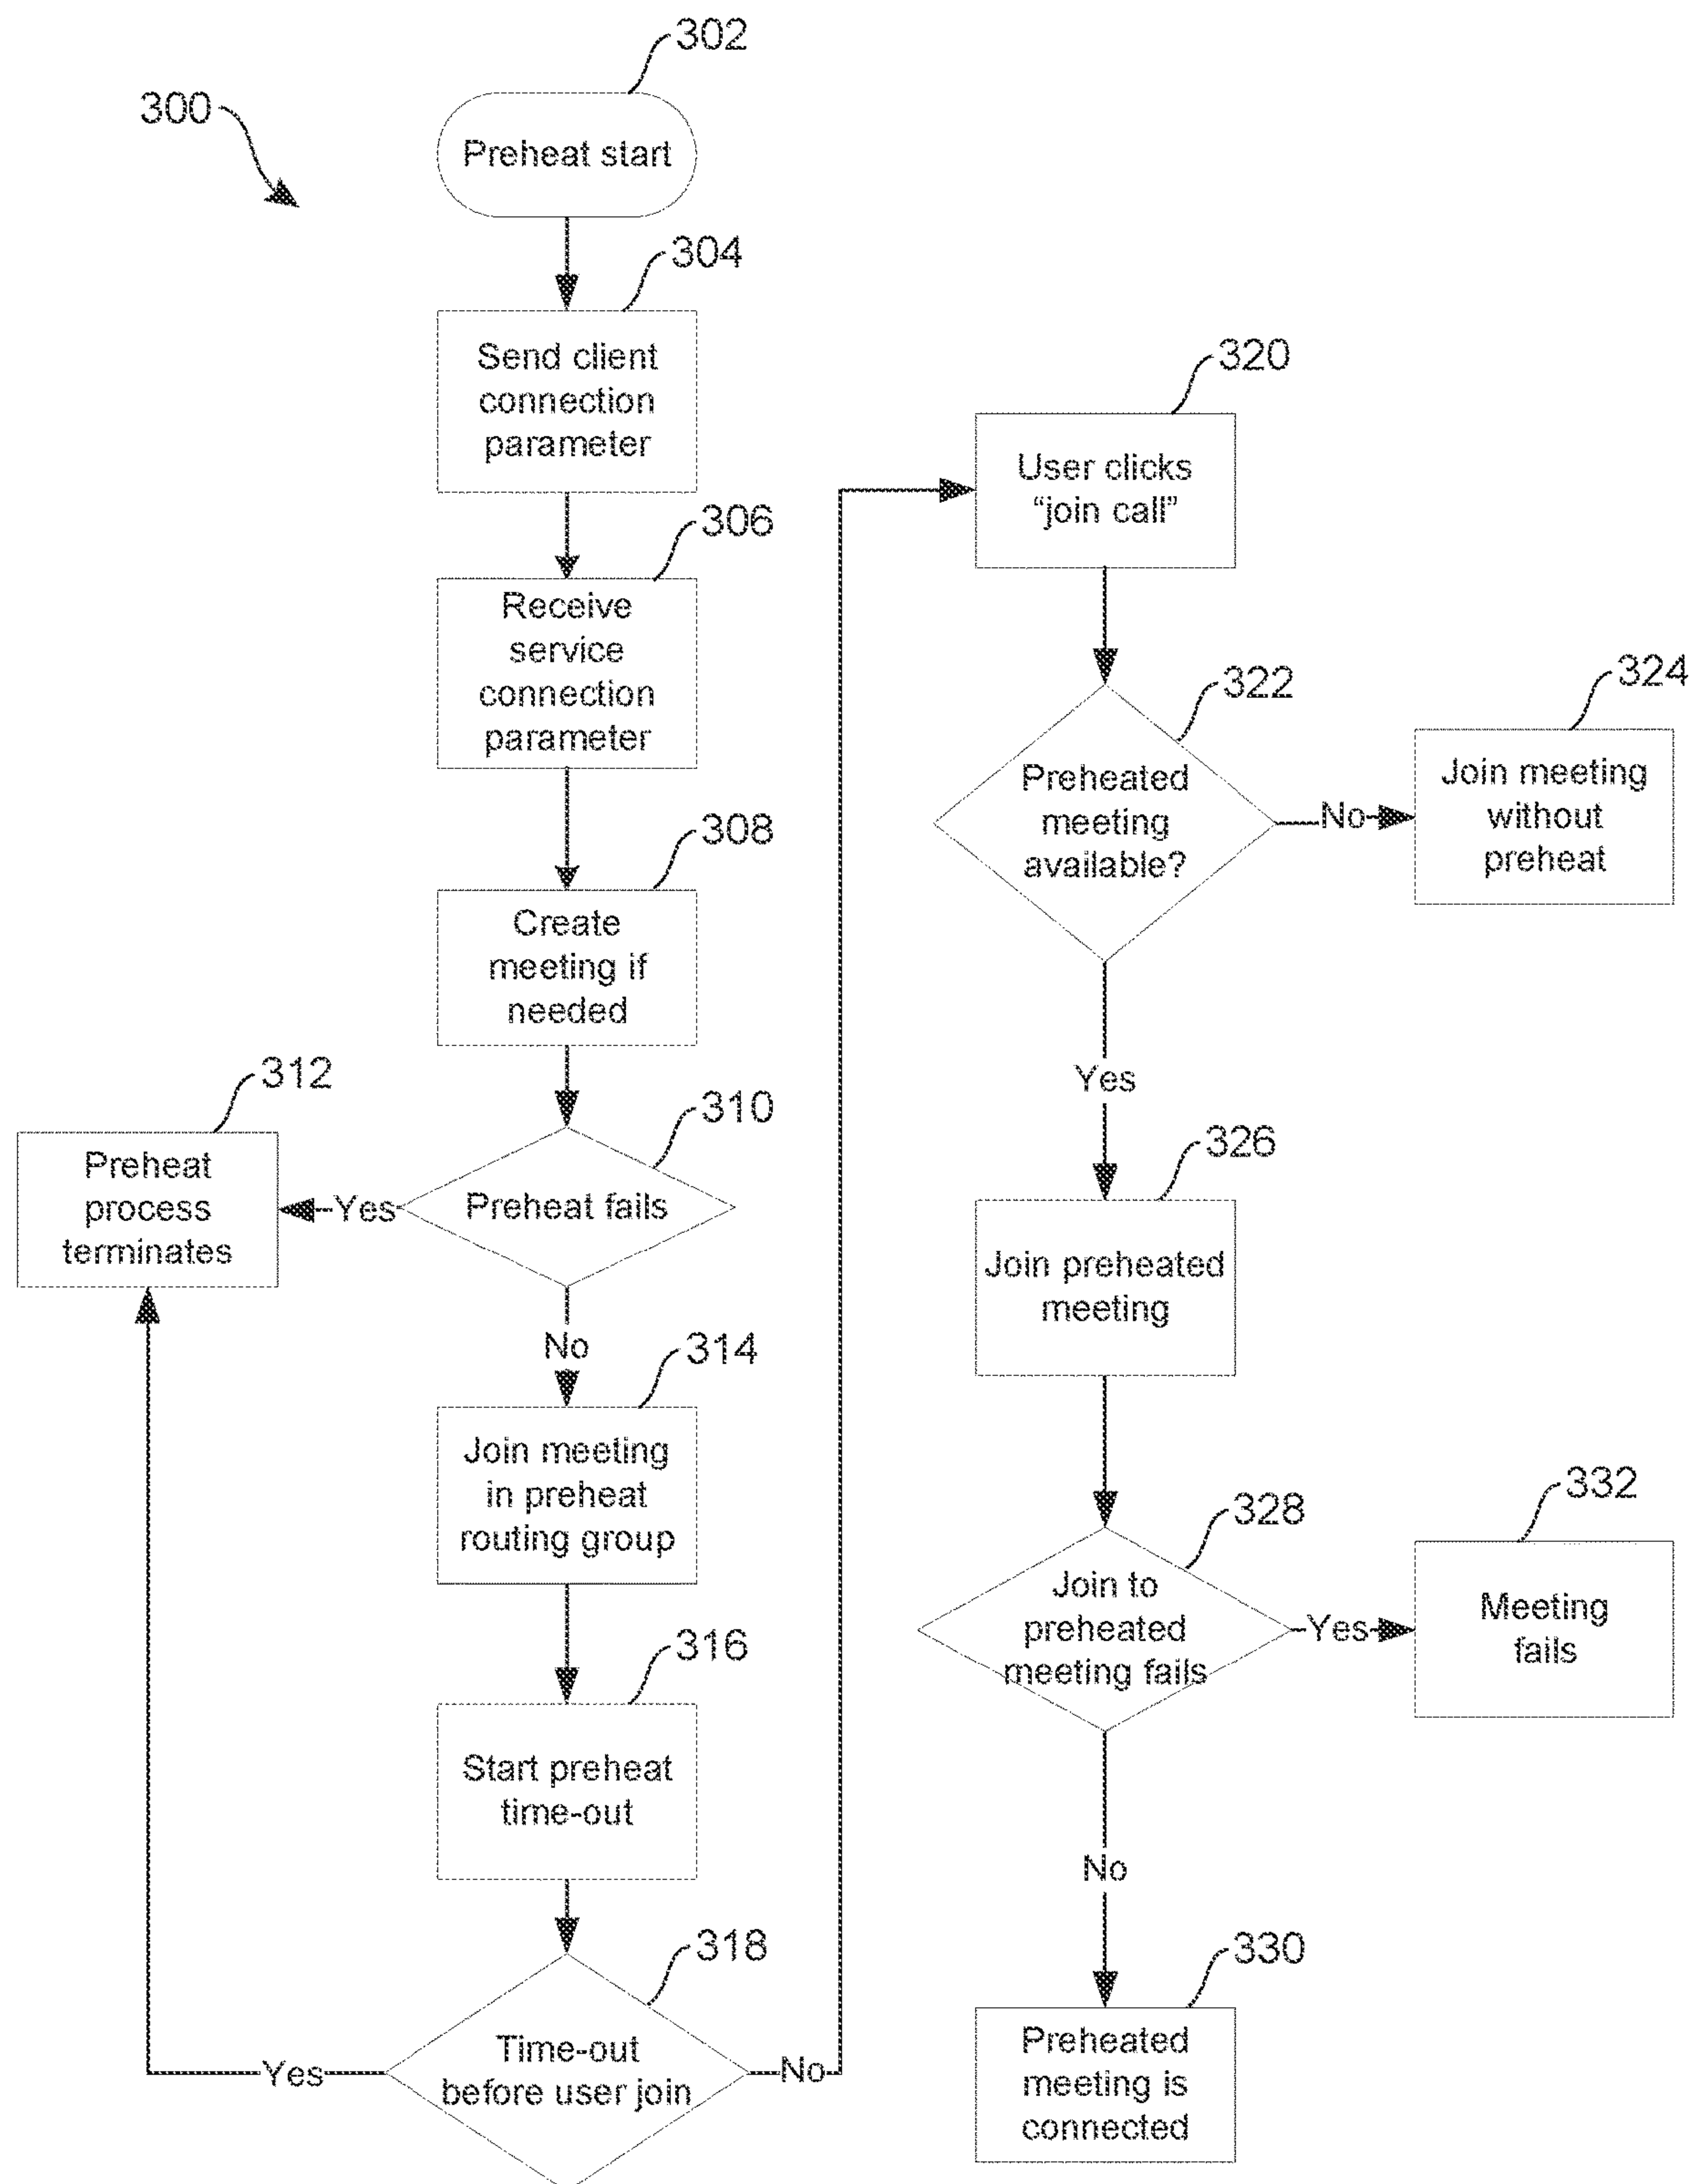 302
300
Preheat start
304
Send client
connection
parameter
306
Receive
service
connection
parameter
308
Create
meeting if
needed
310
Preheat fails
Yes
312
Preheat
process
terminates
No
314
Join meeting
in preheat
routing group
316
Start preheat
time-out
318
Time-out
before user join
Yes
No
320
User clicks
“join call”
322
Preheated
meeting
available?
No
324
Join meeting
without
preheat
Yes
326
Join preheated
meeting
328
Join to
preheated
meeting fails
Yes
332
Meeting
fails
No
330
Preheated
meeting is
connected